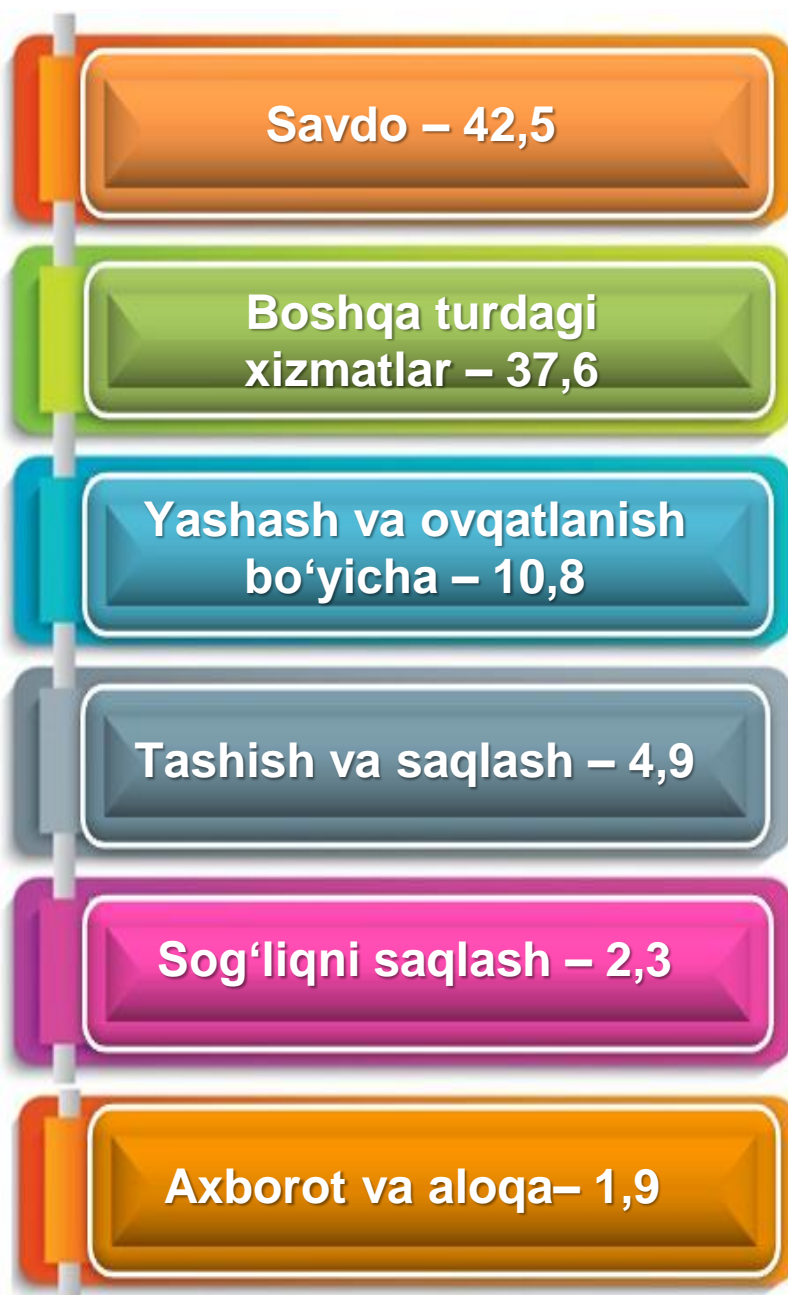 Savdo – 42,5
Boshqa turdagi
xizmatlar – 37,6
Yashash va ovqatlanish
bo‘yicha – 10,8
Tashish va saqlash – 4,9
Sog‘liqni saqlash – 2,3
Axborot va aloqa– 1,9